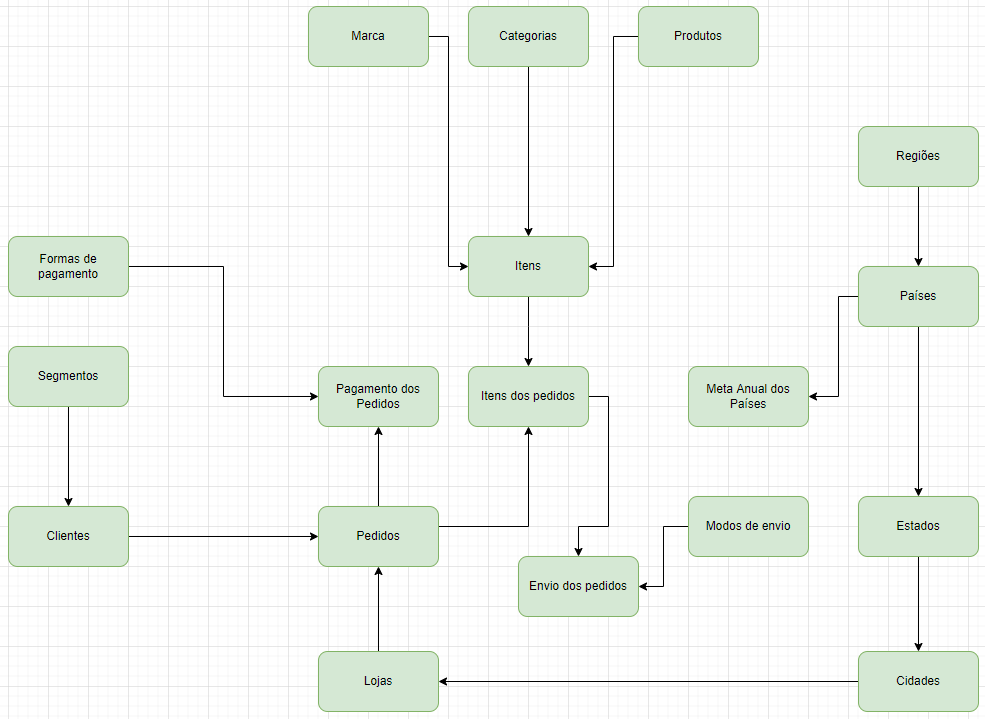 Marca
Categorias
Produtos
Regiões
Formas de
pagamento
Itens
Países
Segmentos
Pagamento dos
Pedidos
Itens dos pedidos
Meta Anual dos
Países
Clientes
Pedidos
Modos de envio
Estados
Envio dos pedidos
Lojas
Cidades